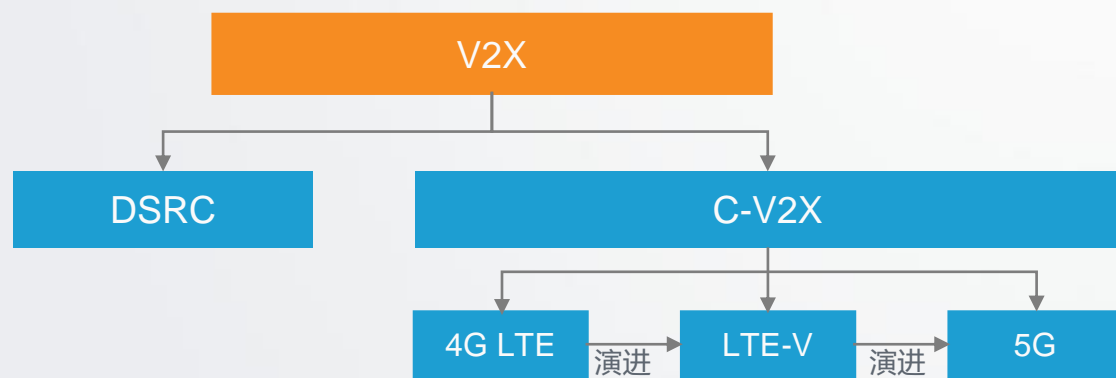 V2X
DSRC
C-V2X
4G LTE
演进
LTE-V
演进
5G